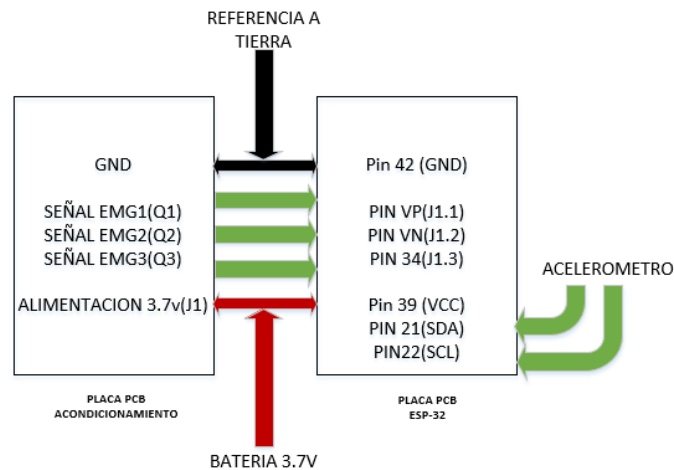 REFERENCIA A
TIERRA
GND
SEÑAL EMG1(Q1)
SEÑAL EMG2(Q2)
SEÑAL EMG3(Q3)
ALIMENTACION 3.7v(J1)
Pin 42 (GND)
PIN VP(J1.1)
PIN VN(J1.2)
PIN 34(J1.3)
Pin 39 (VCC)
PIN 21(SDA)
PIN22(SCL)
ACELEROMETRO
PLACA PCB
ACONDICIONAMIENTO
PLACA PCB
ESP-32
BATERIA 3.7V